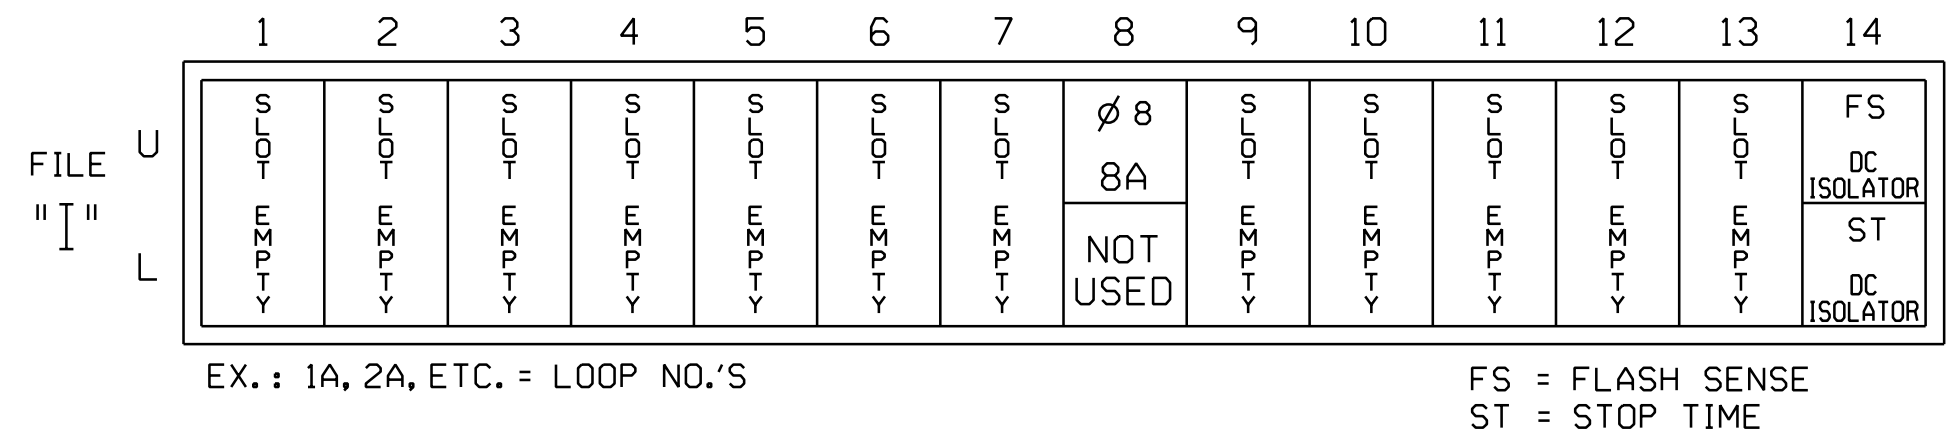 1 2 3 4 5 6 7 8 9 10 11 12 13 14
FILE "I"
U
L
SLOT EMPTY
SLOT EMPTY
SLOT EMPTY
SLOT EMPTY
SLOT EMPTY
SLOT EMPTY
SLOT EMPTY
Ø 8
8A
NOT
USED
SLOT EMPTY
SLOT EMPTY
SLOT EMPTY
SLOT EMPTY
SLOT EMPTY
FS
DC
ISOLATOR
ST
DC
ISOLATOR
EX.: 1A, 2A, ETC. = LOOP NO.'S
FS = FLASH SENSE
ST = STOP TIME